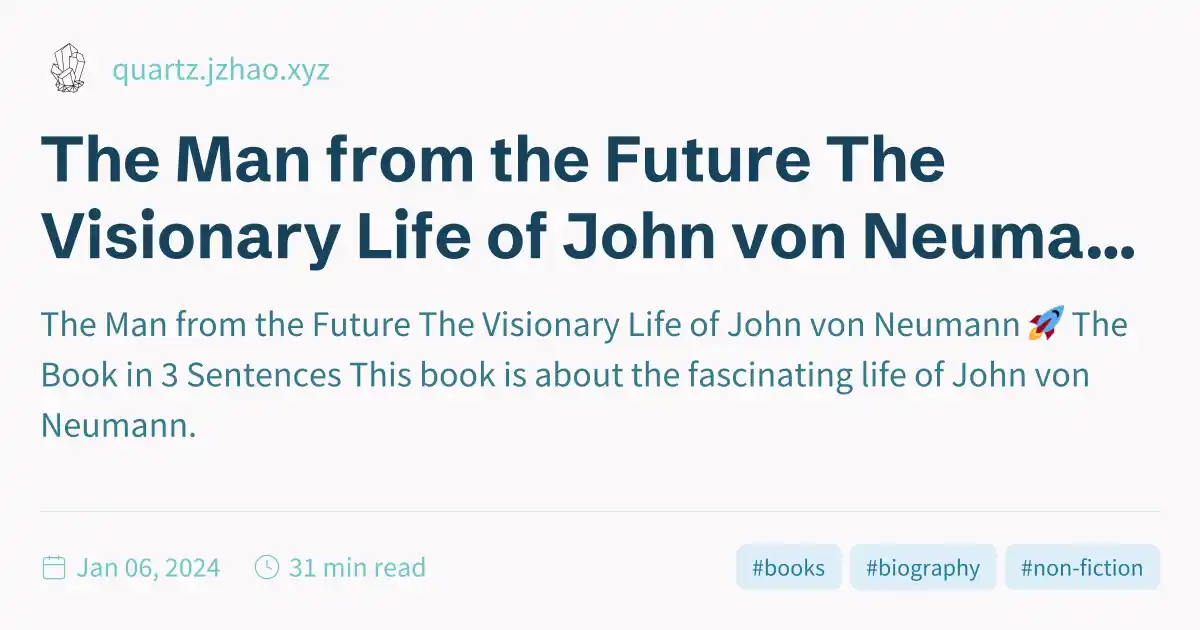 quartz.jzhao.xyz
The Man from the Future The
Visionary Life of John von Neuma...
The Man from the Future The Visionary Life of John von Neumann 🚀 The
Book in 3 Sentences This book is about the fascinating life of John von
Neumann.
Jan 06, 2024 31 min read #books #biography #non-fiction